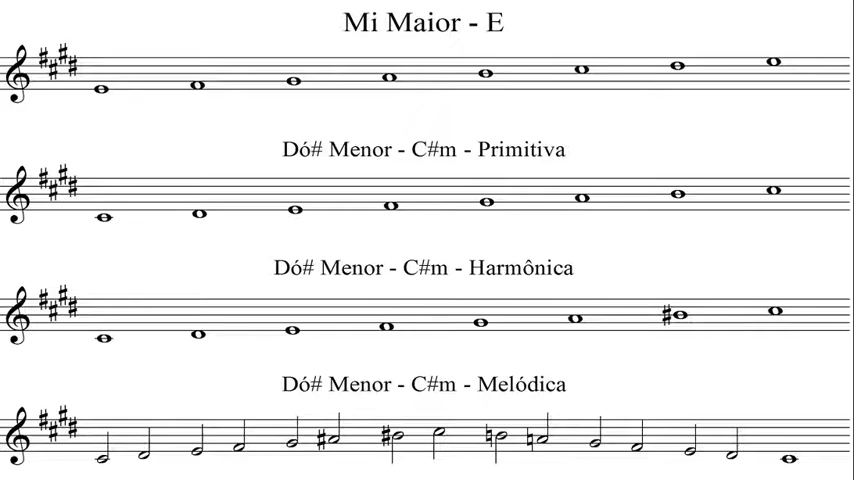 Mi Maior - E
Dó# Menor - C#m - Primitiva
Dó# Menor - C#m - Harmônica
Dó# Menor - C#m - Melódica